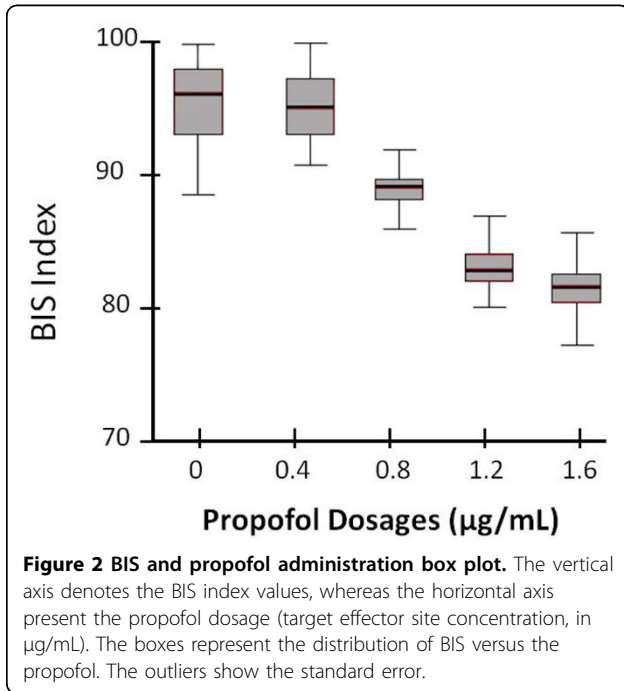 100
90
80
70
BIS Index
0 0.4 0.8 1.2 1.6
Propofol Dosages (μg/mL)
Figure 2 BIS and propofol administration box plot. The vertical
axis denotes the BIS index values, whereas the horizontal axis
present the propofol dosage (target effector site concentration, in
μg/mL). The boxes represent the distribution of BIS versus the
propofol. The outliers show the standard error.